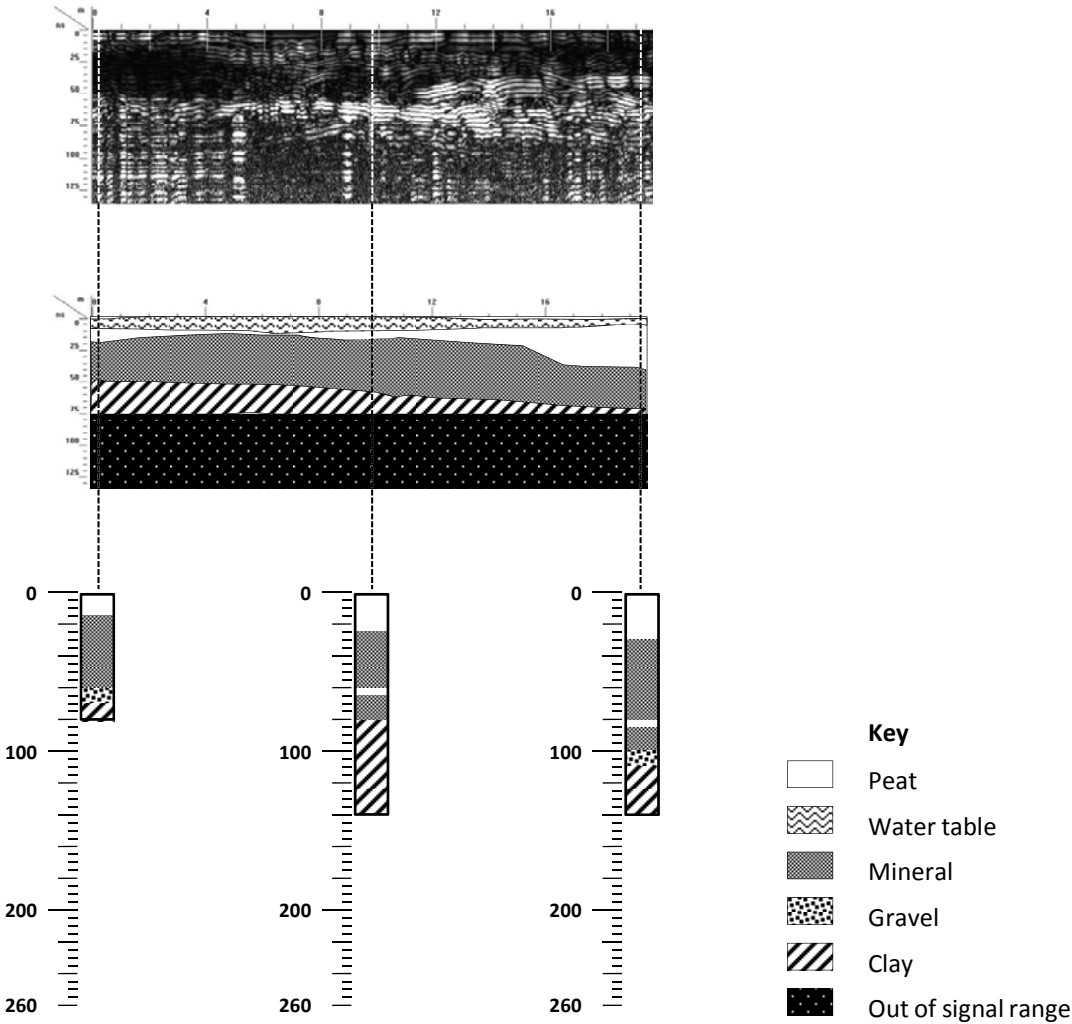 m 0 4 8 12 16
ns
0
25
50
75
100
125
m 0 4 8 12 16
ns
0
25
50
75
100
125
0 0 0
100 100 100
200 200 200
260 260 260
Key
Peat
Water table
Mineral
Gravel
Clay
Out of signal range